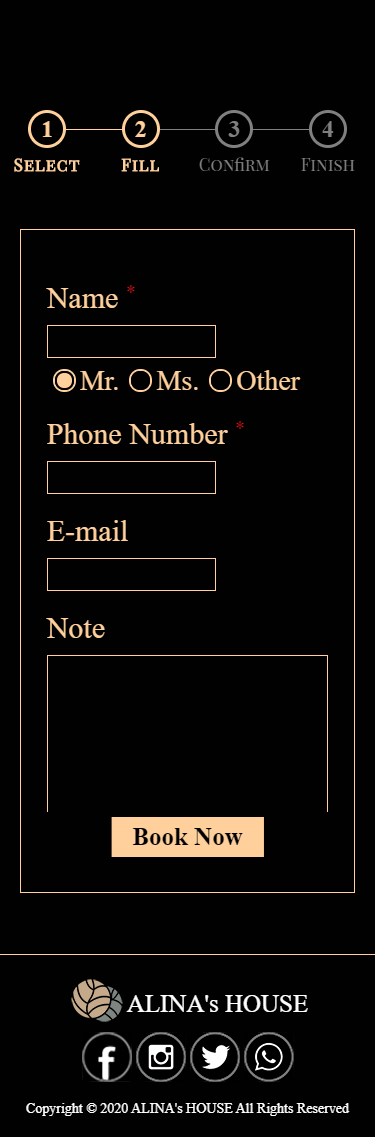 1 2 3 4
SELECT FILL CONfiRM FINISH
Name *
Mr. Ms. Other
Phone Number *
E-mail
Note
Book Now
ALINA's HOUSE
Copyright © 2020 ALINA's HOUSE All Rights Reserved